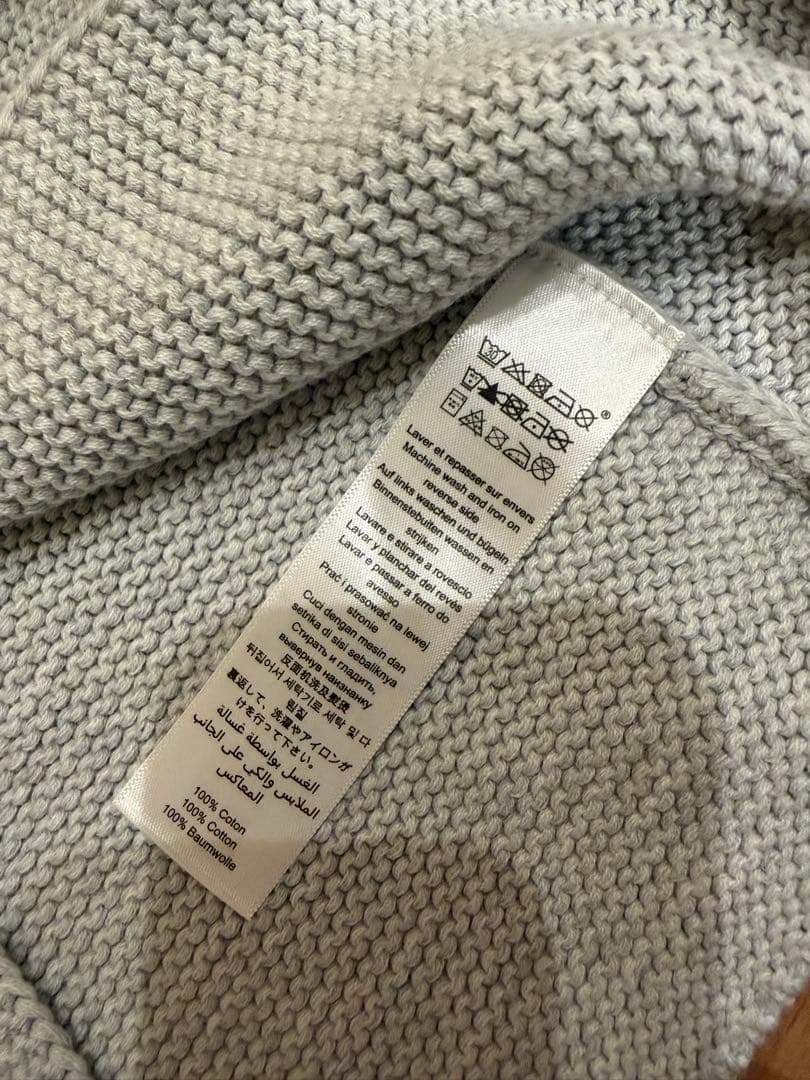 30
®
Laver et repasser sur envers
Machine wash and iron on
reverse side
Auf links waschen und bügeln
Binnenstebuiten wassen en
strijken
Lavare e stirare a rovescio
Lavar y planchar del revés
Lavar e passar a ferro do
avesso
Prać i prasować na lewej
stronie
Cuci dengan mesin dan
setrika di sisi sebaliknya
Стирать и гладить,
вывернув наизнанку
反面机洗及熨烫
뒤집어서 세탁기로 세탁 및 다
림질
裏返して、洗濯やアイロンが
けを行って下さい。
الغسل بواسطة غسالة
الملابس والكي على الجانب
المعاكس
100% Coton
100% Cotton
100% Baumwolle